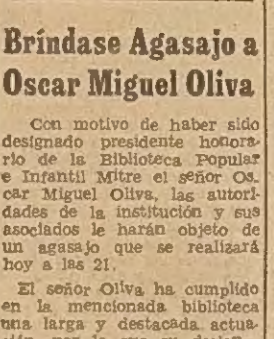 Bríndase Agasajo a
Oscar Miguel Oliva
Con motivo de haber sido
designado presidente honora-
rio de la Biblioteca Popular
e Infantil Mitre el señor Os-
car Miguel Oliva, las autori-
dades de la institución y sus
asociados le harán objeto de
un agasajo que se realizará
hoy a las 21.
El señor Oliva ha cumplido
en la mencionada biblioteca
una larga y destacada actua-